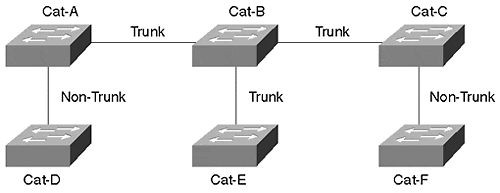 Cat-A
Cat-B
Cat-C
Trunk
Trunk
Non-Trunk
Trunk
Non-Trunk
Cat-D
Cat-E
Cat-F